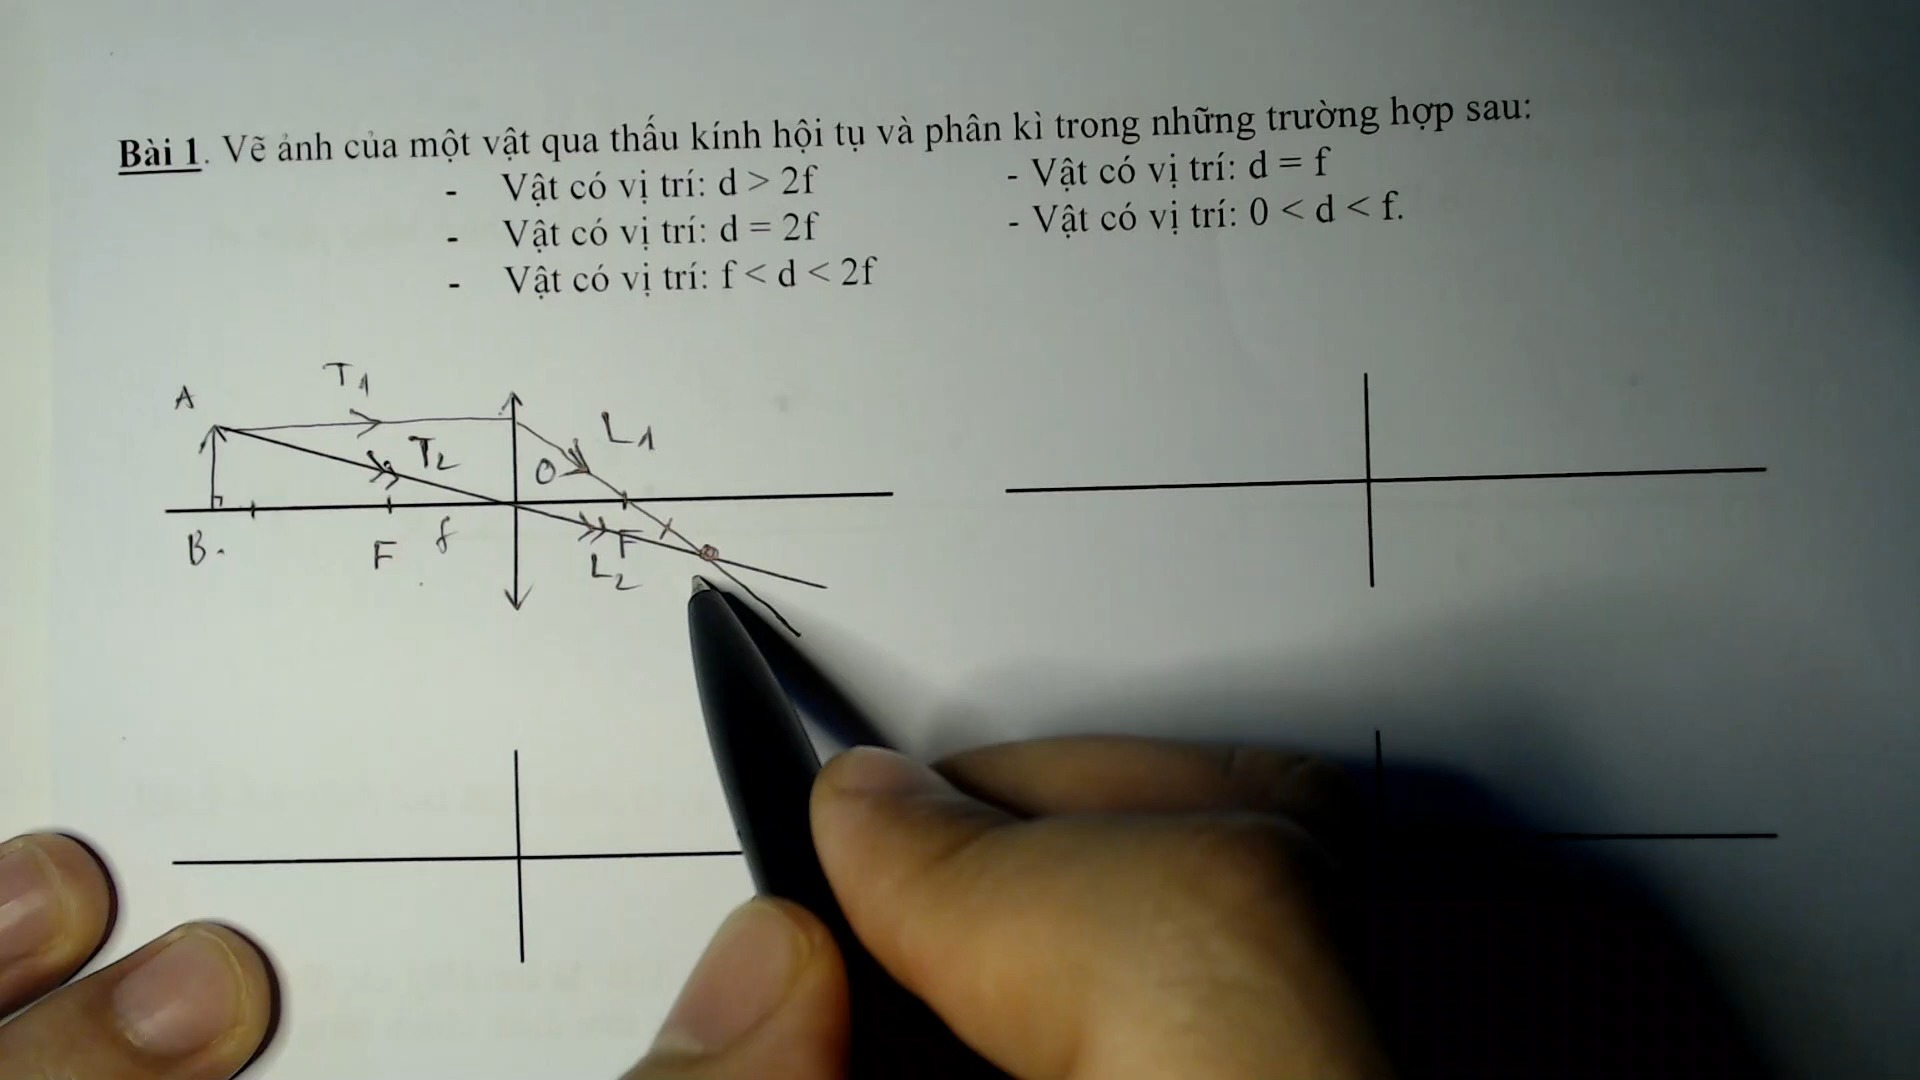 Bài 1. Vẽ ảnh của một vật qua thấu kính hội tụ và phân kì trong những trường hợp sau:
- Vật có vị trí: d > 2f
- Vật có vị trí: d = 2f
- Vật có vị trí: f < d < 2f
- Vật có vị trí: d = f
- Vật có vị trí: 0 < d < f.
A
T1
L1
T2
O
B.
F
f
F
L2